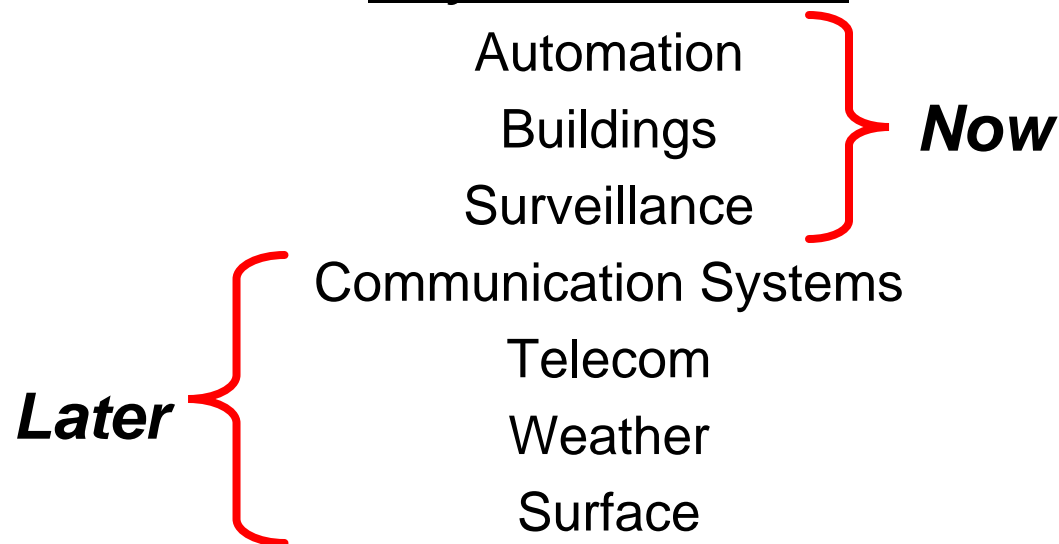 Automation
Buildings
Now
Surveillance
Communication Systems
Telecom
Later
Weather
Surface